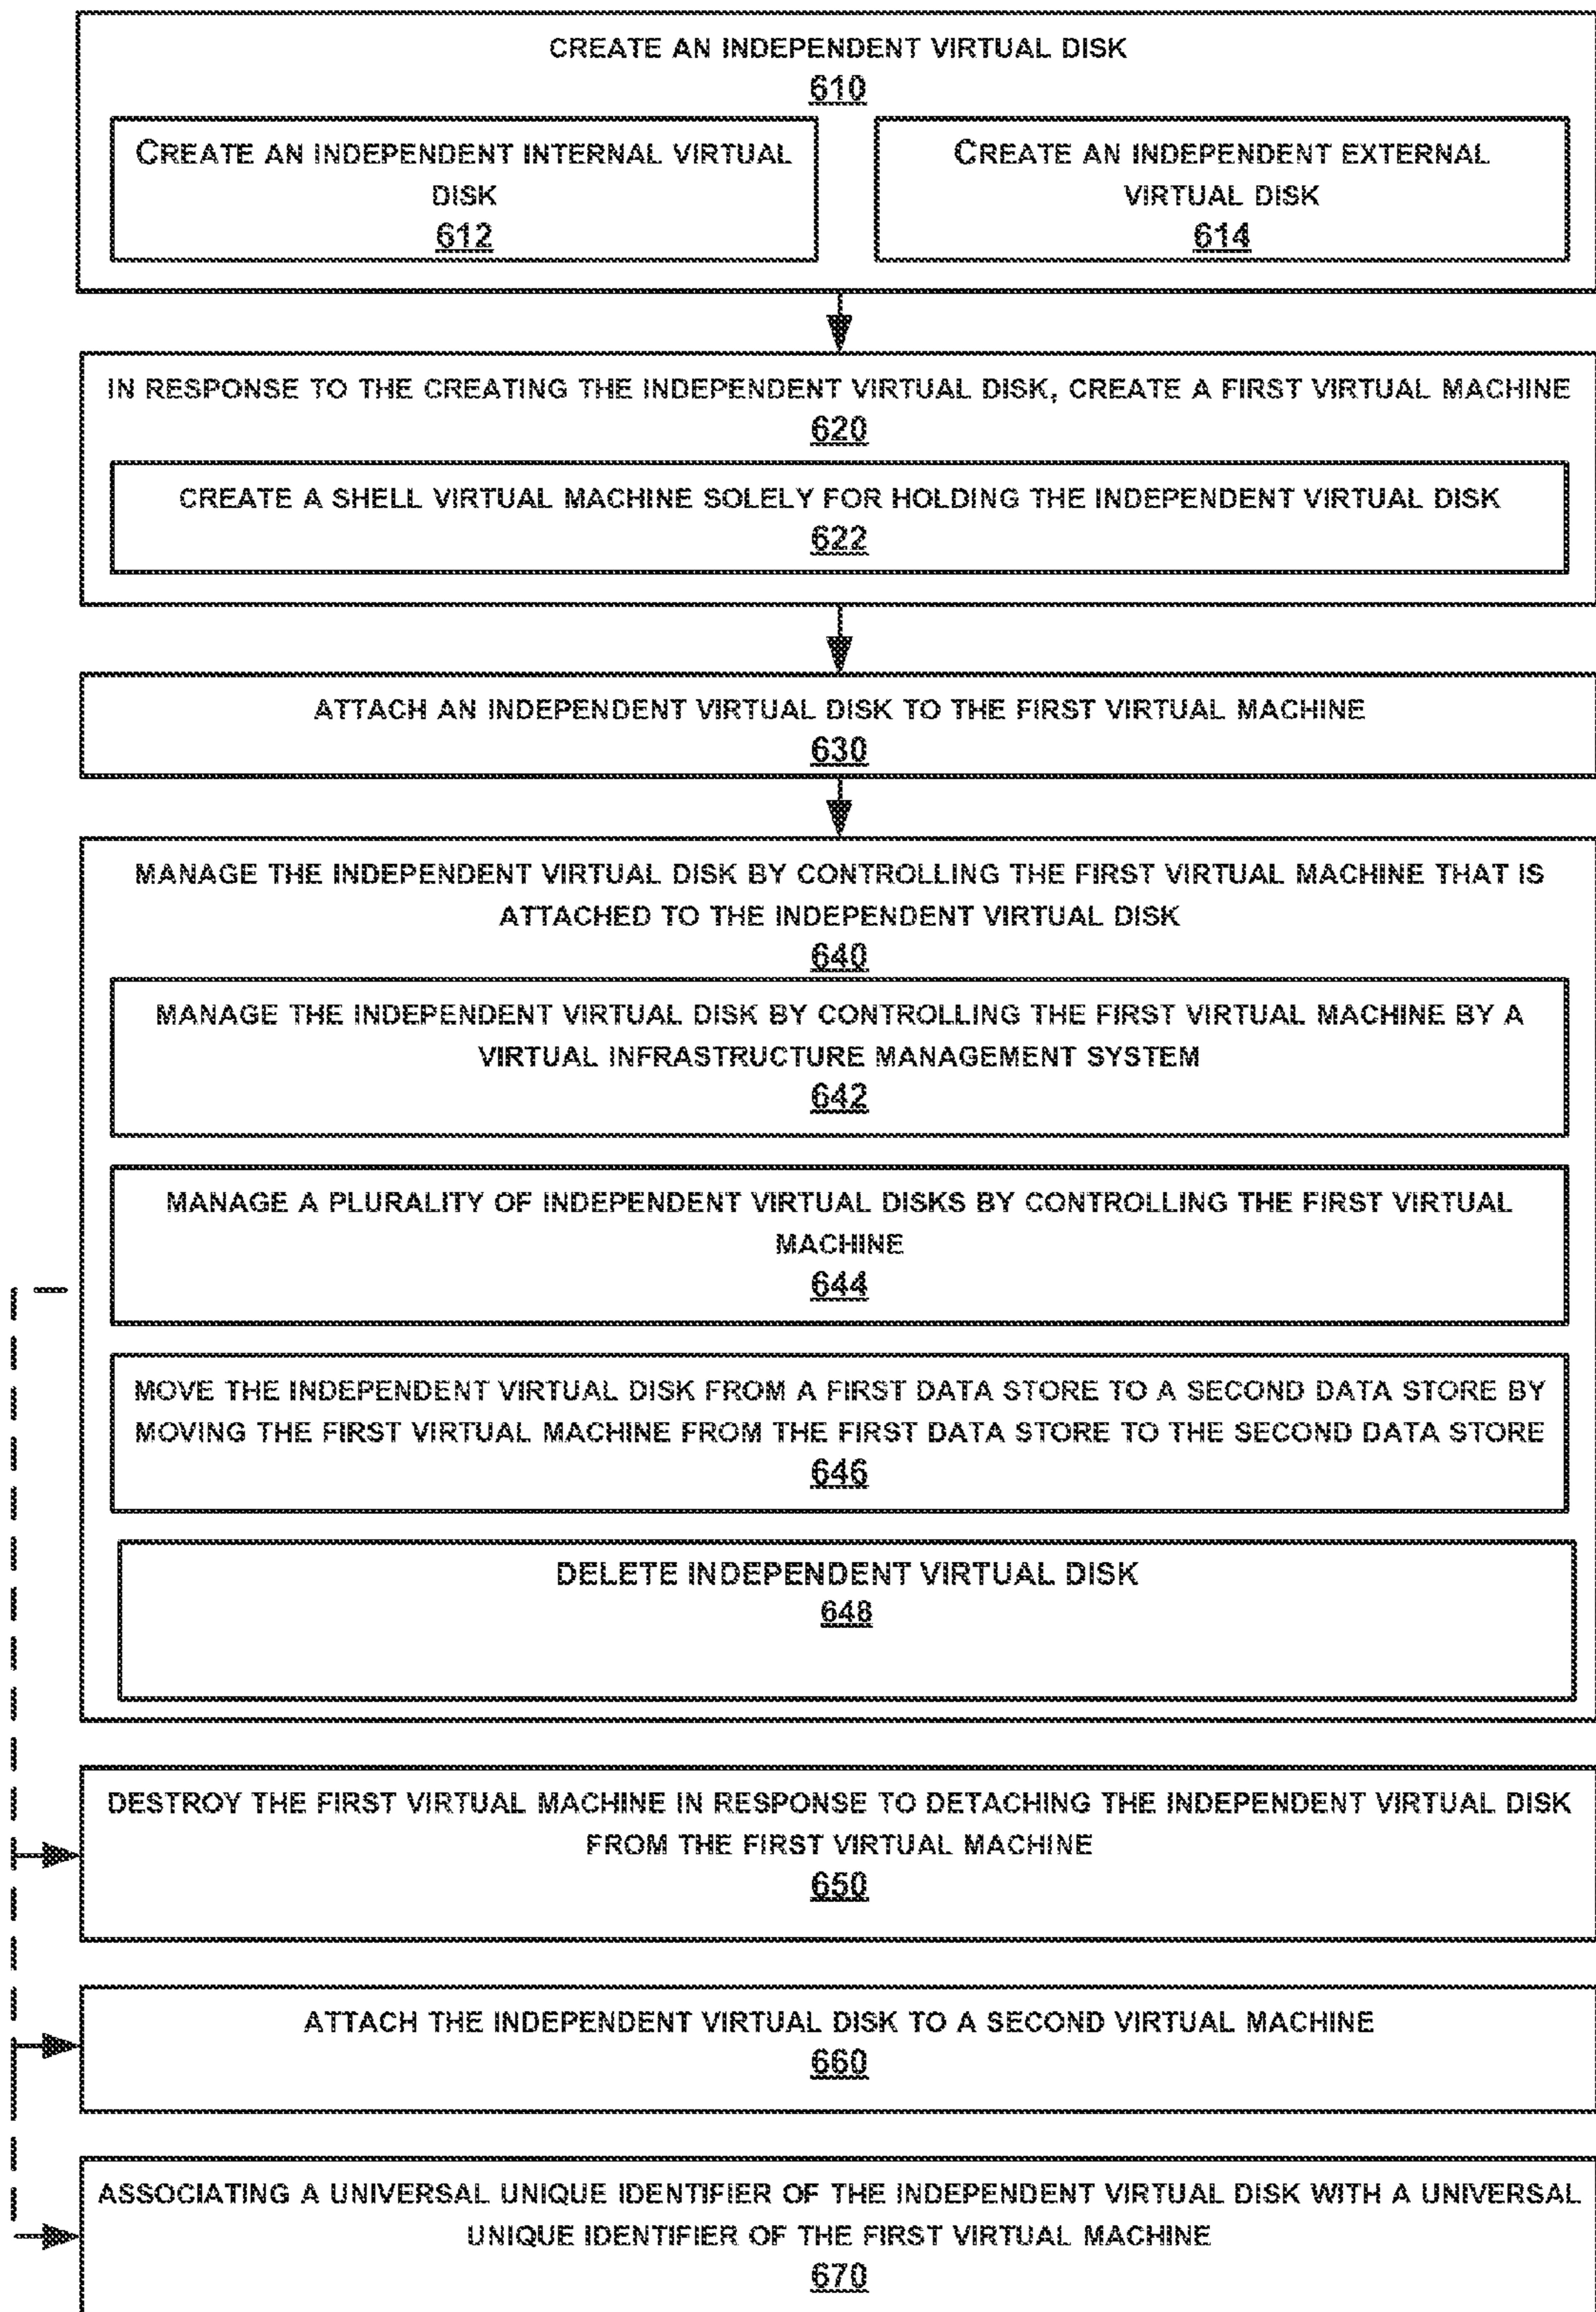 CREATE AN INDEPENDENT VIRTUAL DISK
610
CREATE AN INDEPENDENT INTERNAL VIRTUAL
DISK
612
CREATE AN INDEPENDENT EXTERNAL
VIRTUAL DISK
614
IN RESPONSE TO THE CREATING THE INDEPENDENT VIRTUAL DISK, CREATE A FIRST VIRTUAL MACHINE
620
CREATE A SHELL VIRTUAL MACHINE SOLELY FOR HOLDING THE INDEPENDENT VIRTUAL DISK
622
ATTACH AN INDEPENDENT VIRTUAL DISK TO THE FIRST VIRTUAL MACHINE
630
MANAGE THE INDEPENDENT VIRTUAL DISK BY CONTROLLING THE FIRST VIRTUAL MACHINE THAT IS
ATTACHED TO THE INDEPENDENT VIRTUAL DISK
640
MANAGE THE INDEPENDENT VIRTUAL DISK BY CONTROLLING THE FIRST VIRTUAL MACHINE BY A
VIRTUAL INFRASTRUCTURE MANAGEMENT SYSTEM
642
MANAGE A PLURALITY OF INDEPENDENT VIRTUAL DISKS BY CONTROLLING THE FIRST VIRTUAL
MACHINE
644
MOVE THE INDEPENDENT VIRTUAL DISK FROM A FIRST DATA STORE TO A SECOND DATA STORE BY
MOVING THE FIRST VIRTUAL MACHINE FROM THE FIRST DATA STORE TO THE SECOND DATA STORE
646
DELETE INDEPENDENT VIRTUAL DISK
648
DESTROY THE FIRST VIRTUAL MACHINE IN RESPONSE TO DETACHING THE INDEPENDENT VIRTUAL DISK
FROM THE FIRST VIRTUAL MACHINE
650
ATTACH THE INDEPENDENT VIRTUAL DISK TO A SECOND VIRTUAL MACHINE
660
ASSOCIATING A UNIVERSAL UNIQUE IDENTIFIER OF THE INDEPENDENT VIRTUAL DISK WITH A UNIVERSAL
UNIQUE IDENTIFIER OF THE FIRST VIRTUAL MACHINE
670